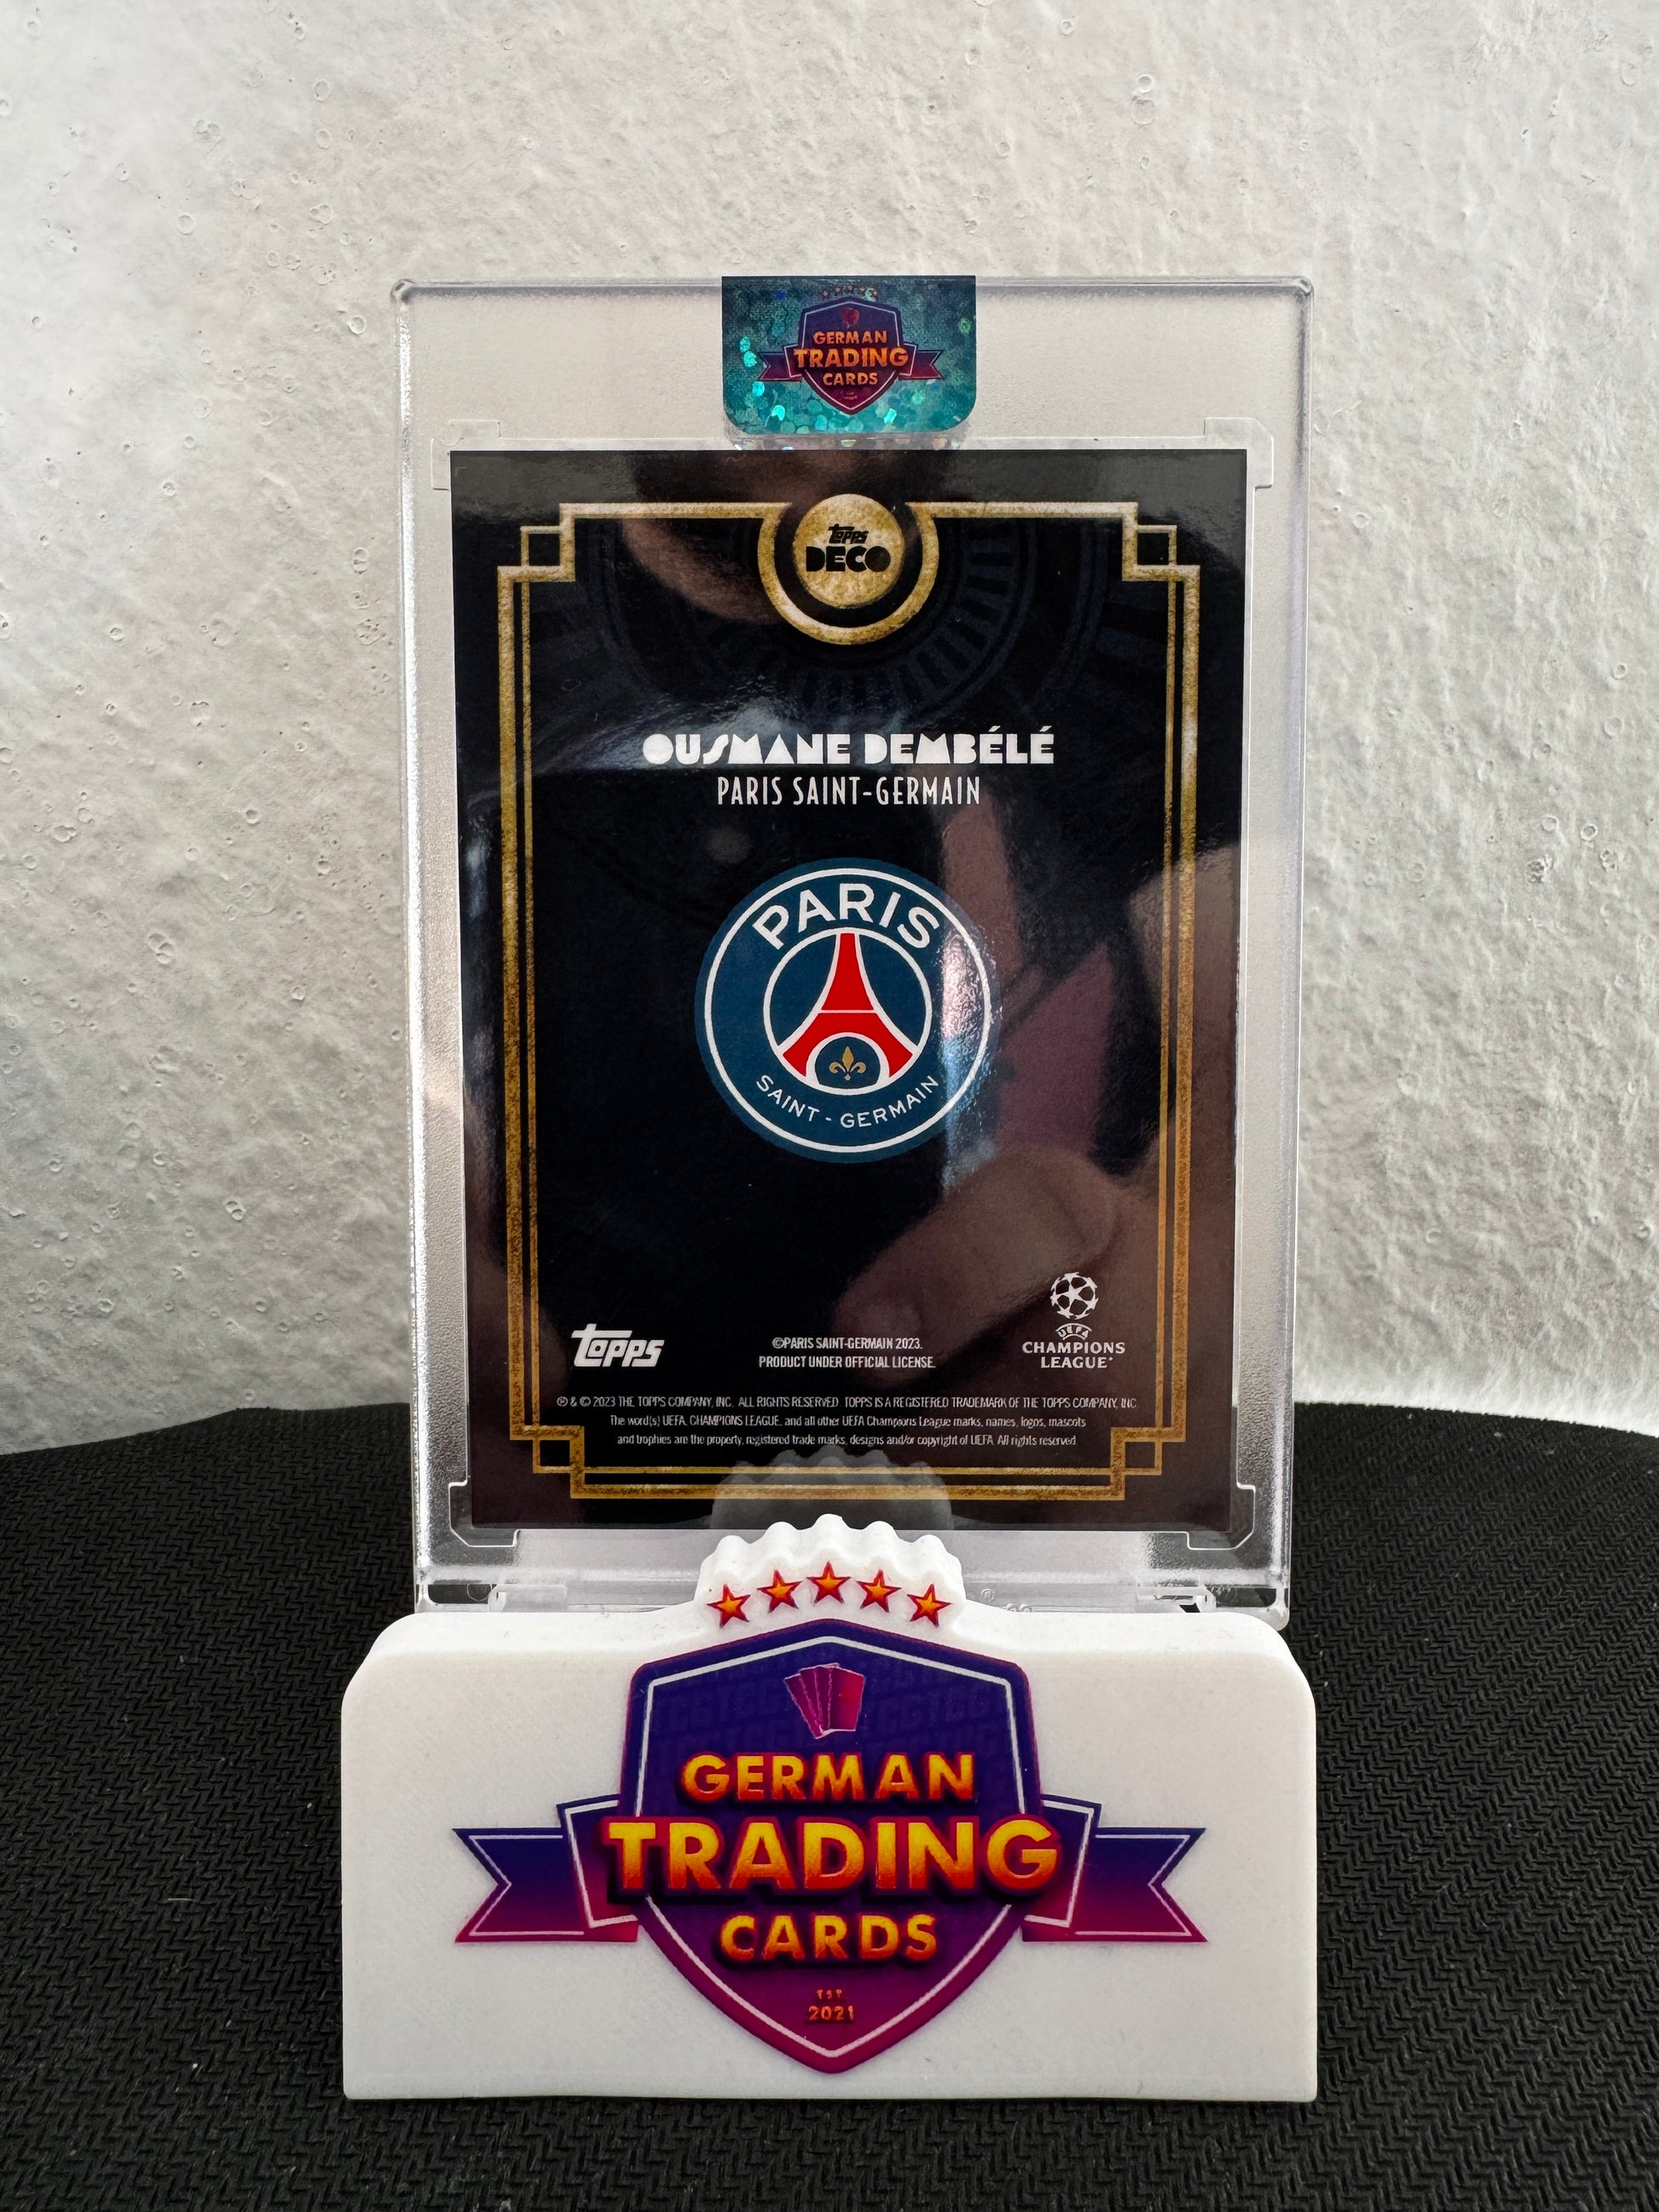 GERMAN
TRADING
CARDS
topps
DECO
OUSMANE DEMBÉLÉ
PARIS SAINT-GERMAIN
PARIS
SAINT-GERMAIN
topps
©PARIS SAINT-GERMAIN 2023.
PRODUCT UNDER OFFICIAL LICENSE.
UEFA
CHAMPIONS
LEAGUE®
® & © 2023 THE TOPPS COMPANY, INC. ALL RIGHTS RESERVED. TOPPS IS A REGISTERED TRADEMARK OF THE TOPPS COMPANY, INC.
The word(s) UEFA, CHAMPIONS LEAGUE, and all other UEFA Champions League marks, names, logos, mascots
and trophies are the property, registered trade marks, designs and/or copyright of UEFA. All rights reserved.
GERMAN
TRADING
CARDS
EST
2021